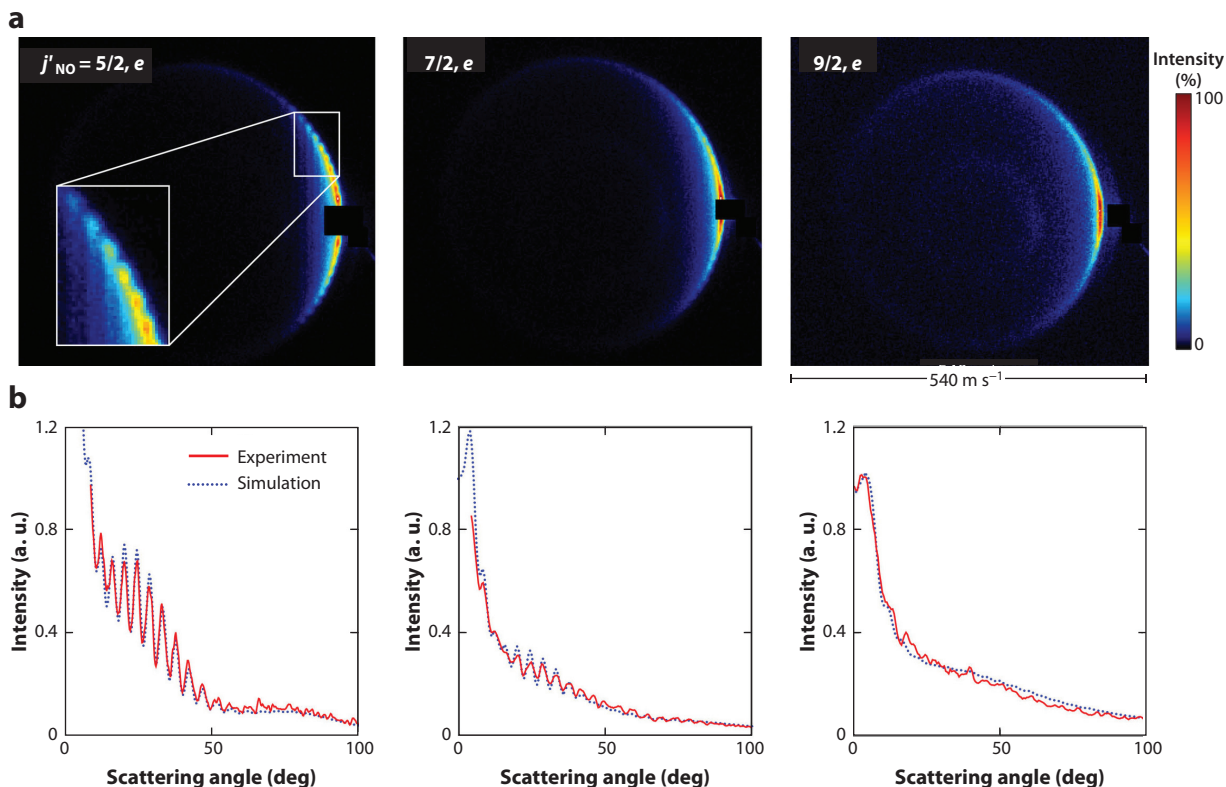 a
j′NO = 5/2, e
7/2, e
9/2, e
Intensity
(%)
100
0
540 m s⁻¹
b
1.2
0.8
0.4
0
Intensity (a. u.)
Experiment
Simulation
0
50
100
Scattering angle (deg)
1.2
0.8
0.4
0
Intensity (a. u.)
0
50
100
Scattering angle (deg)
1.2
0.8
0.4
0
Intensity (a. u.)
0
50
100
Scattering angle (deg)